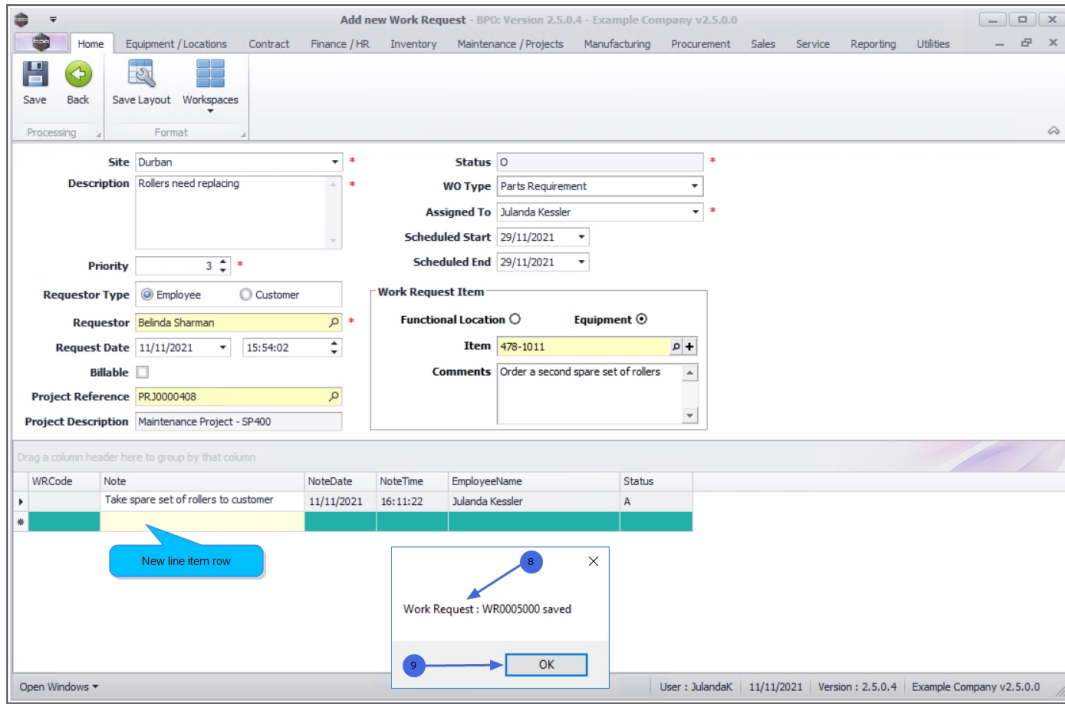 Add new Work Request - BPO: Version 2.5.0.4 - Example Company v2.5.0.0
Home Equipment / Locations Contract Finance / HR Inventory Maintenance / Projects Manufacturing Procurement Sales Service Reporting Utilities
Save Back Save Layout Workspaces
Processing Format
Site Durban * Status O *
Description Rollers need replacing * WO Type Parts Requirement
Assigned To Julanda Kessler *
Scheduled Start 29/11/2021
Priority 3 * Scheduled End 29/11/2021
Requestor Type Employee Customer Work Request Item
Requestor Belinda Sharman * Functional Location Equipment
Request Date 11/11/2021 15:54:02 Item 478-1011
Billable Comments Order a second spare set of rollers
Project Reference PRJ0000408
Project Description Maintenance Project - SP400
Drag a column header here to group by that column
WRCode Note NoteDate NoteTime EmployeeName Status
Take spare set of rollers to customer 11/11/2021 16:11:22 Julanda Kessler A
New line item row
8
Work Request : WR0005000 saved
9 OK
Open Windows User : JulandaK 11/11/2021 Version : 2.5.0.4 Example Company v2.5.0.0